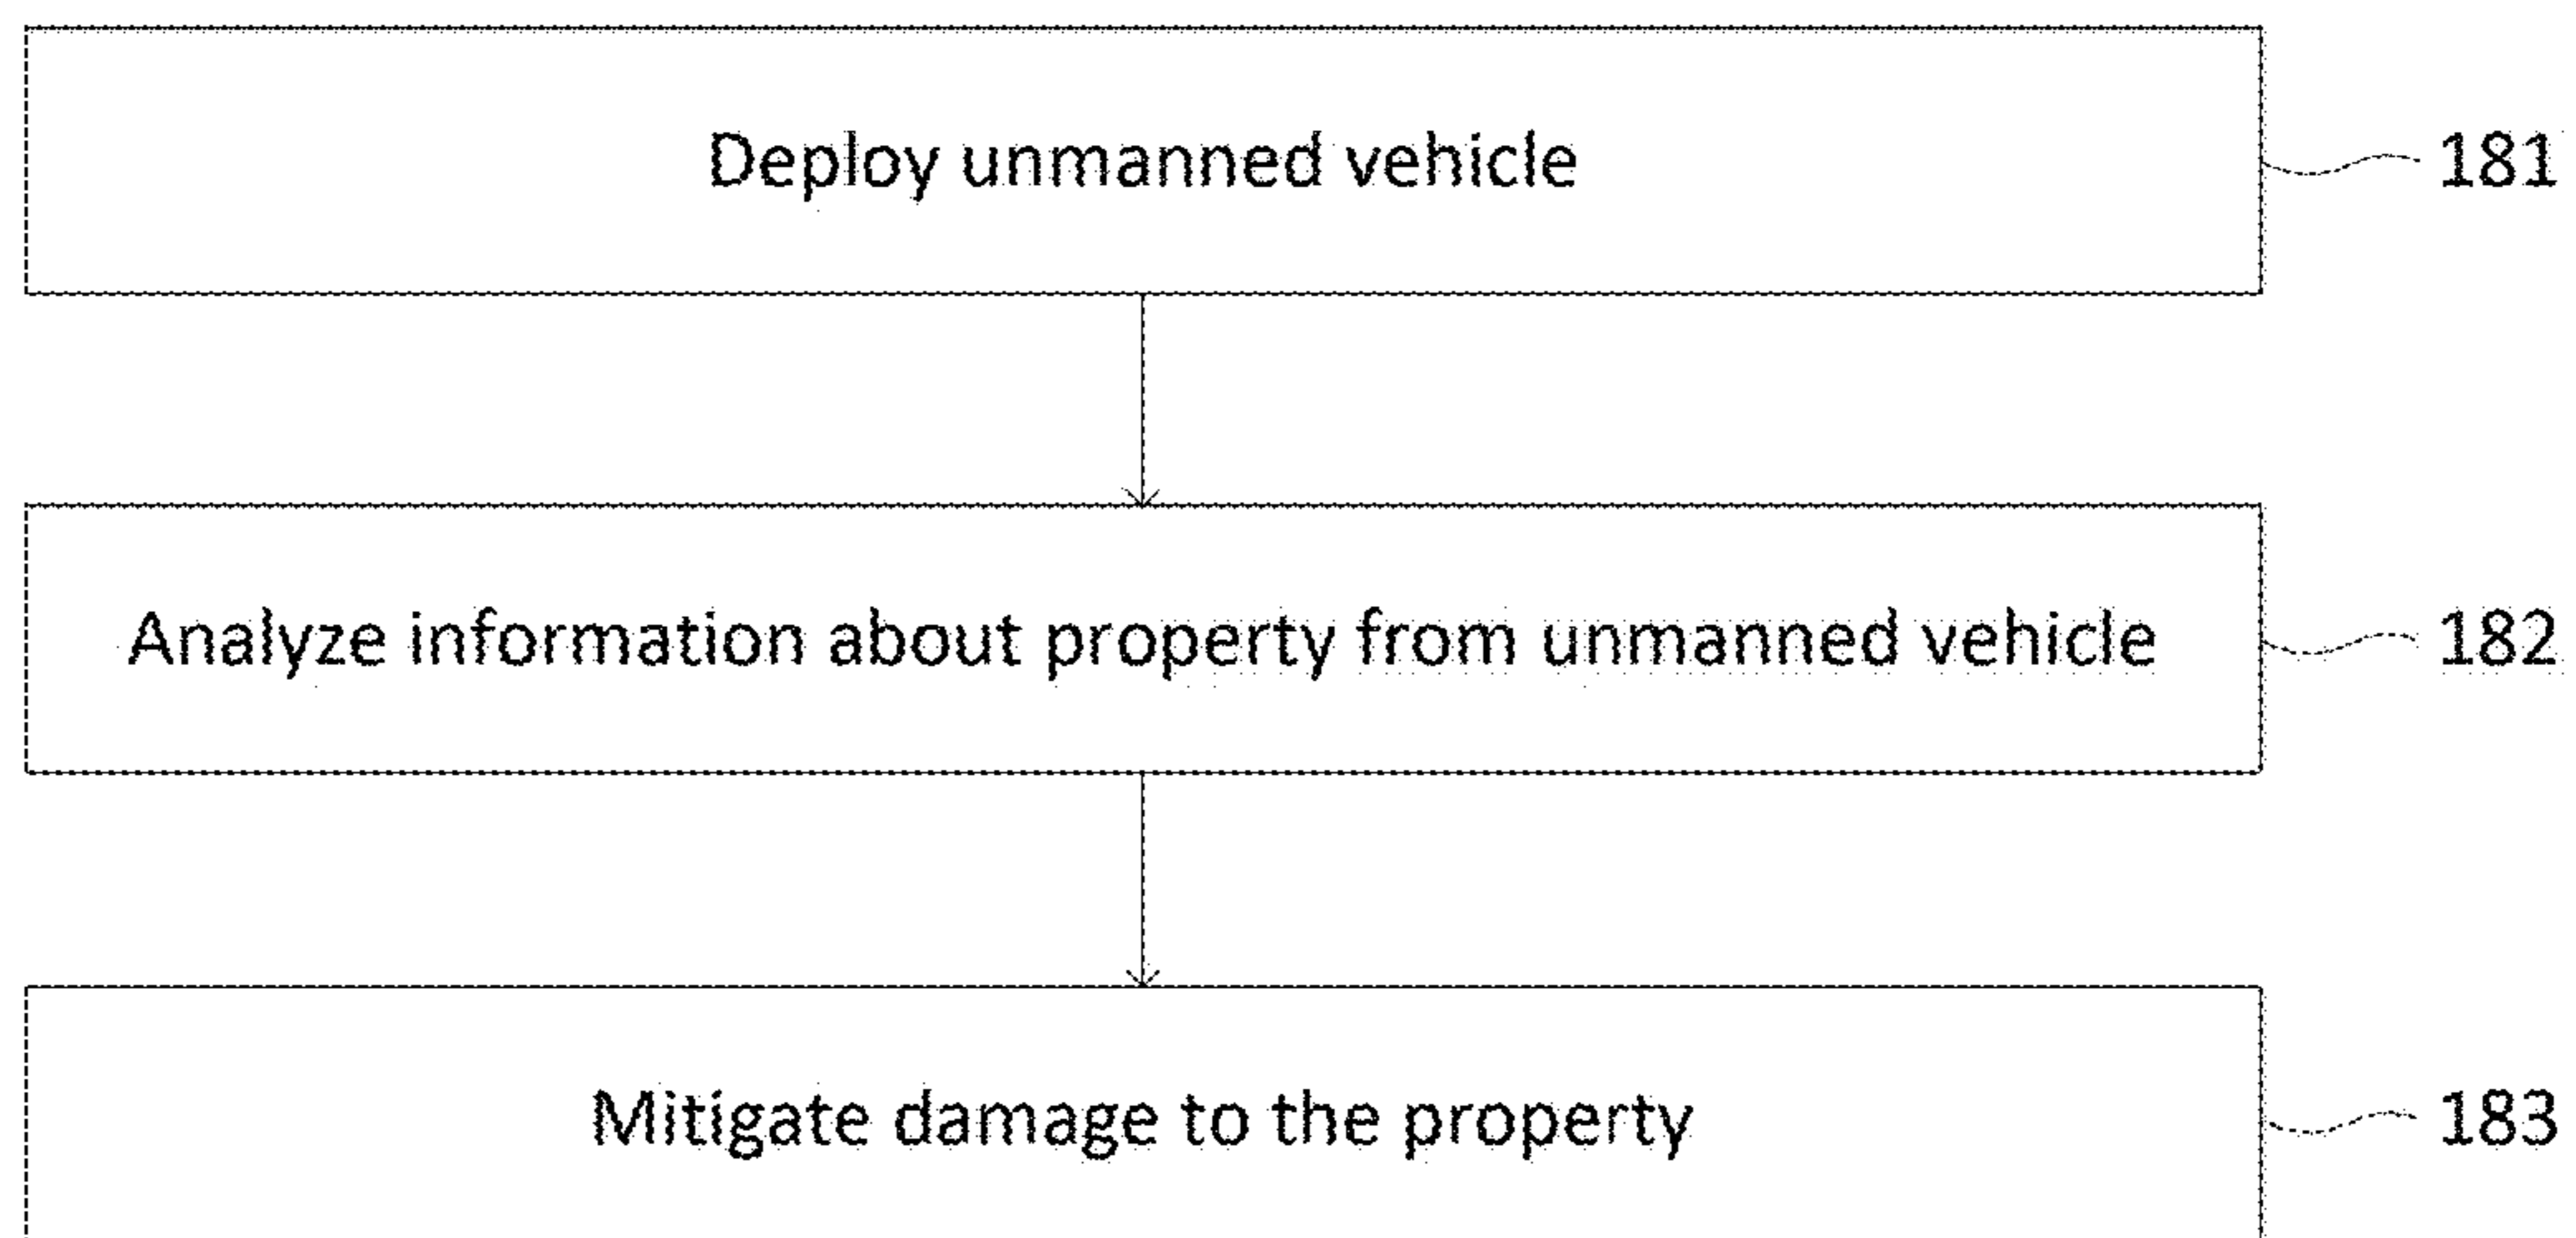 Deploy unmanned vehicle
181
Analyze information about property from unmanned vehicle
182
Mitigate damage to the property
183